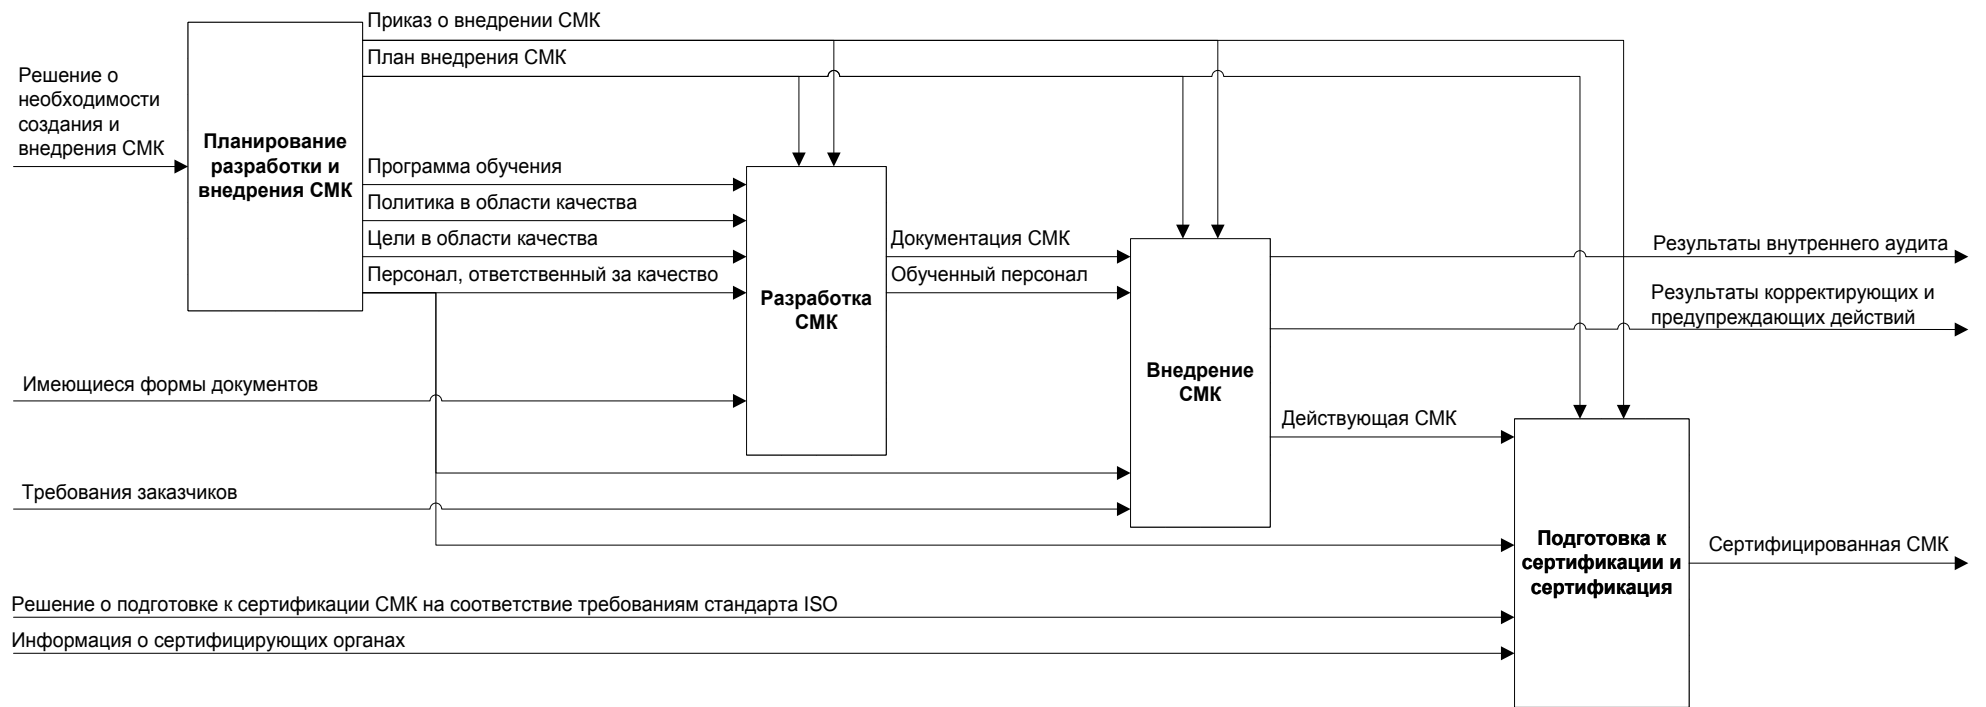 Приказ о внедрении СМК
План внедрения СМК
Решение о
необходимости
создания и
внедрения СМК
Планирование
разработки и
внедрения СМК
Программа обучения
Политика в области качества
Цели в области качества
Персонал, ответственный за качество
Разработка
СМК
Документация СМК
Обученный персонал
Внедрение
СМК
Результаты внутреннего аудита
Результаты корректирующих и
предупреждающих действий
Имеющиеся формы документов
Действующая СМК
Требования заказчиков
Подготовка к
сертификации и
сертификация
Сертифицированная СМК
Решение о подготовке к сертификации СМК на соответствие требованиям стандарта ISO
Информация о сертифицирующих органах